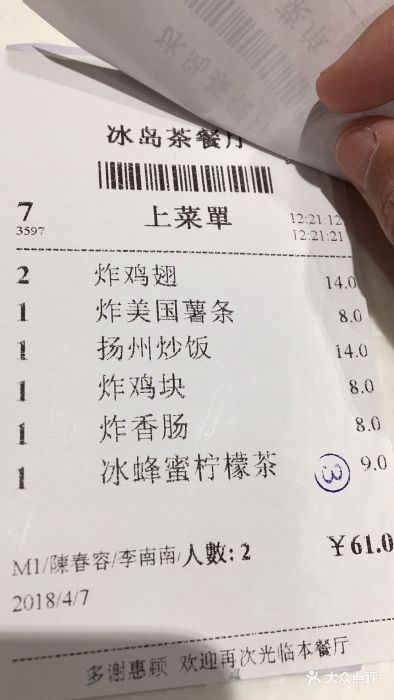 冰岛茶餐厅
7 上菜單 12:21:12
3597 12:21:21
2 炸鸡翅 14.0
1 炸美国薯条 8.0
1 扬州炒饭 14.0
1 炸鸡块 8.0
1 炸香肠 8.0
1 冰蜂蜜柠檬茶 ③ 9.0
M1/陳春容/李南南/人數: 2 ¥61.0
2018/4/7
多谢惠顾 欢迎再次光临本餐厅
大众点评